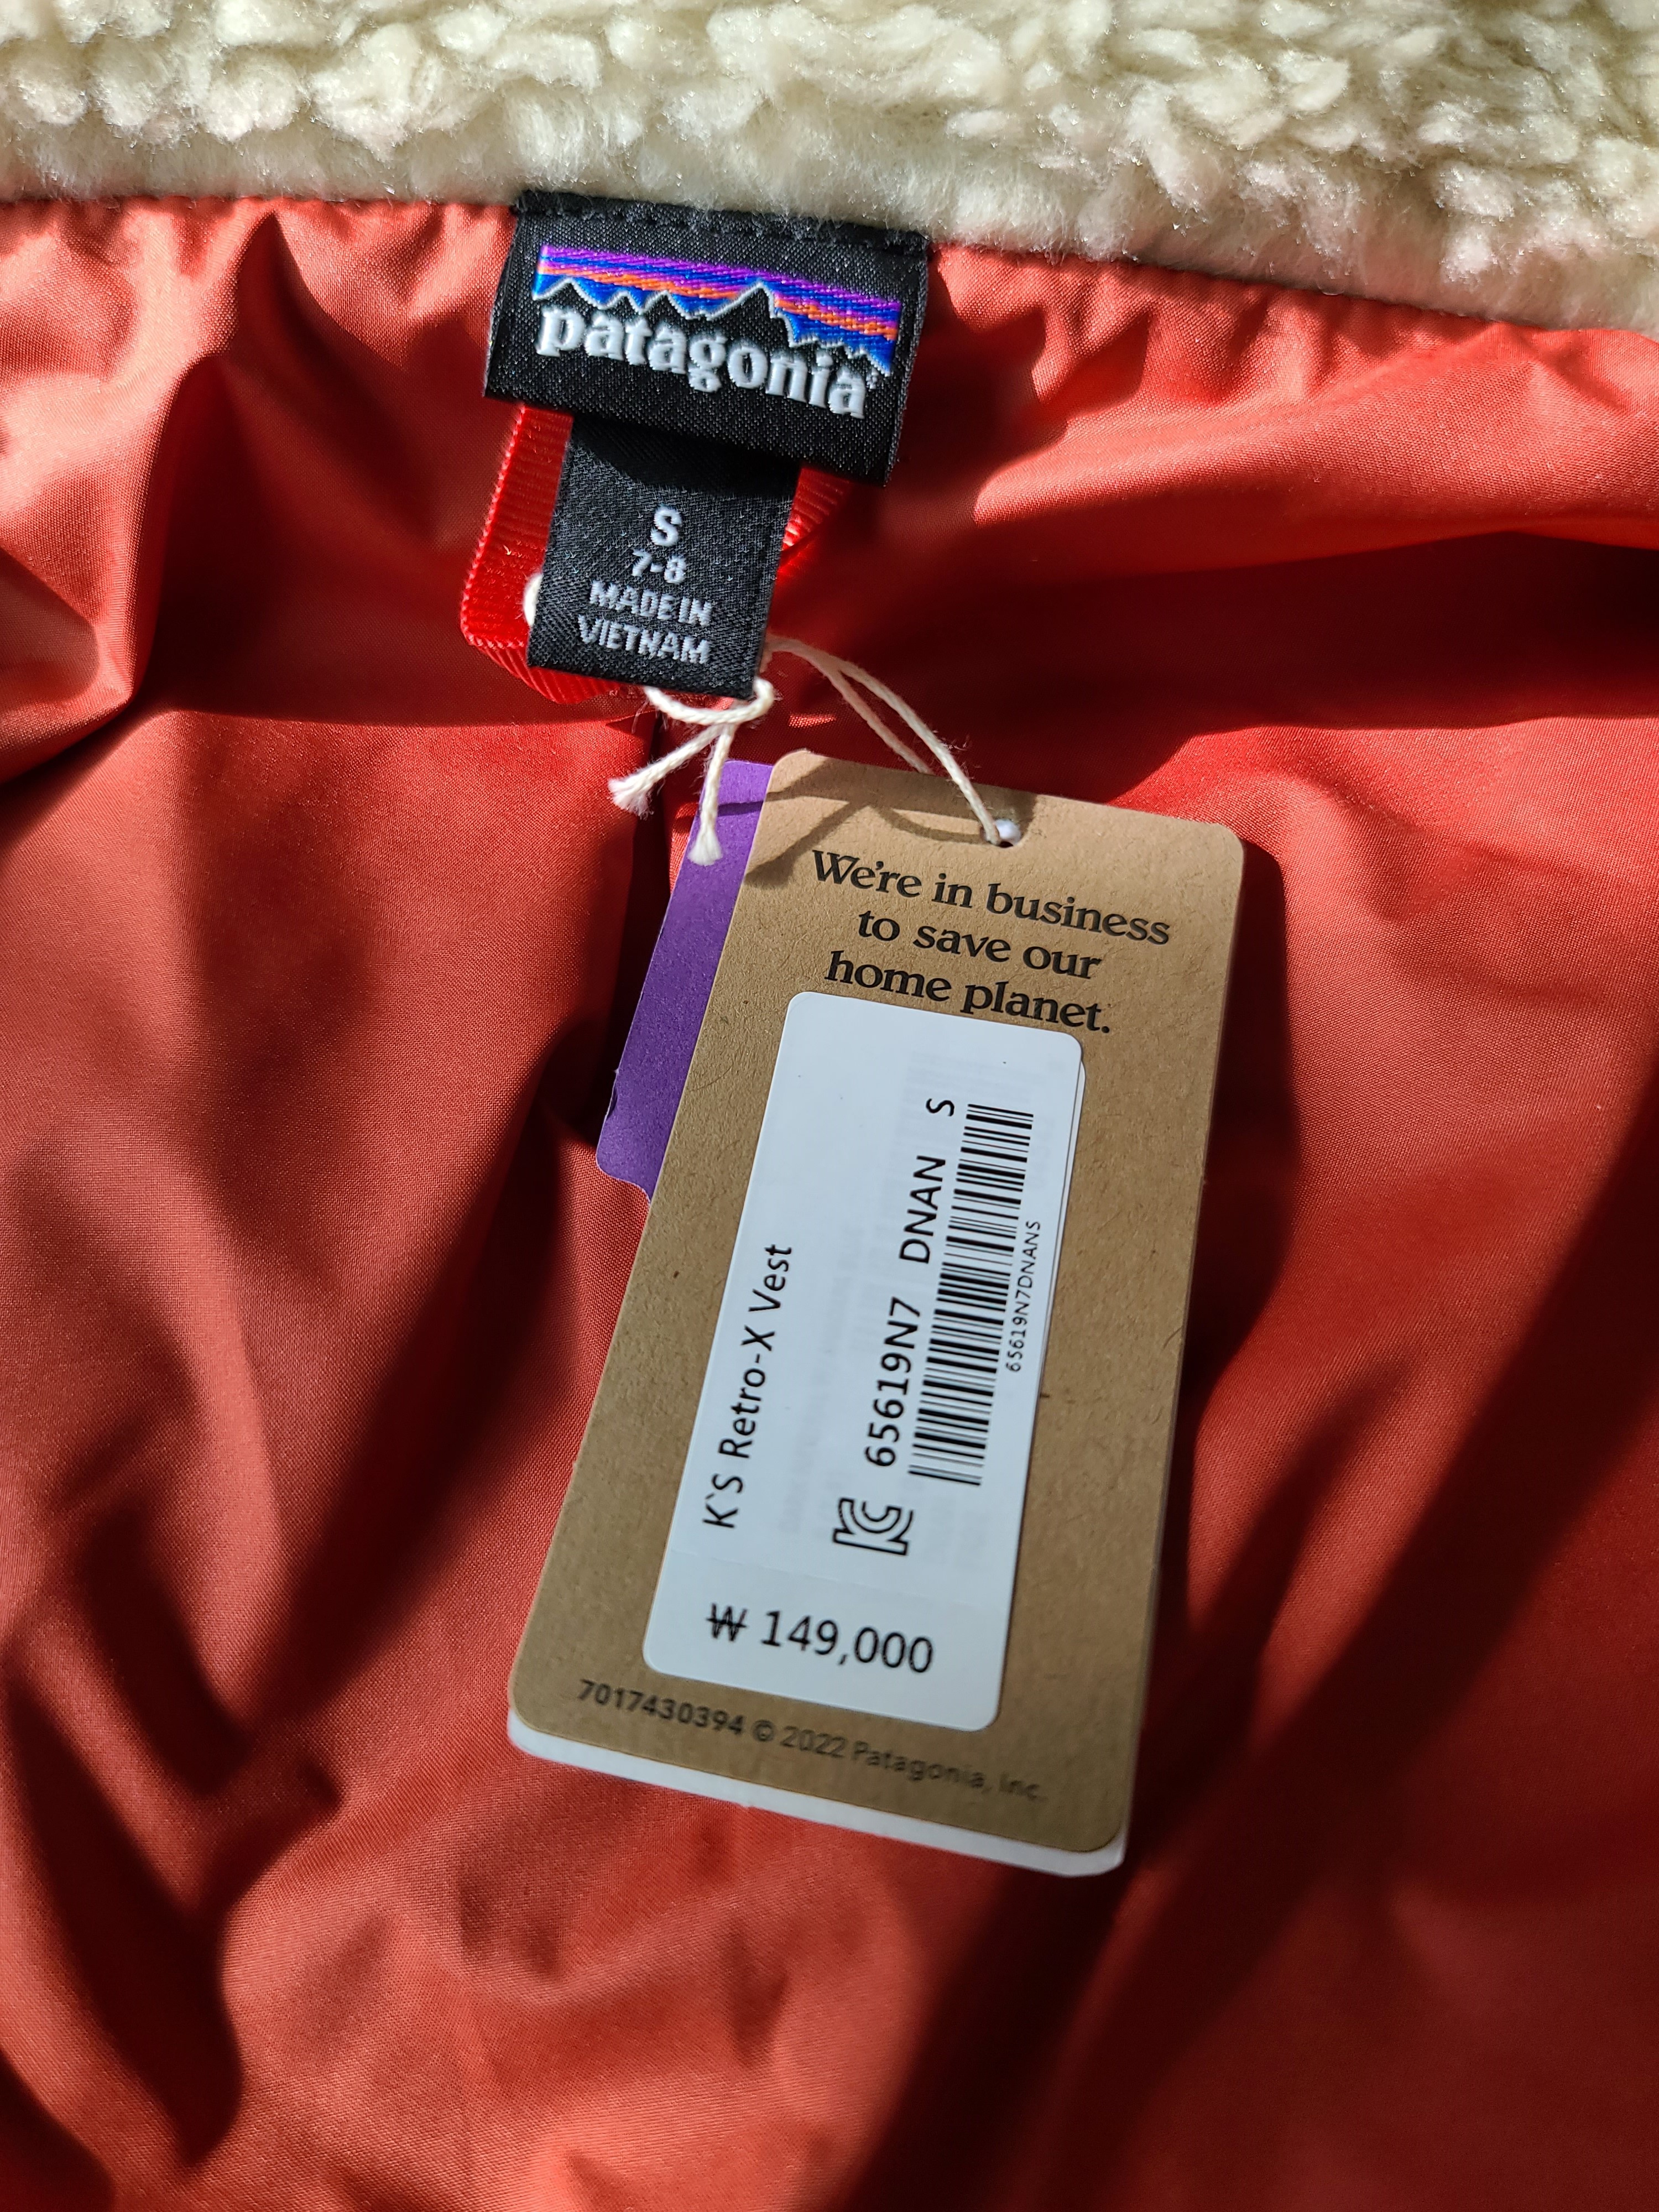 patagonia
S
7-8
MADE IN
VIETNAM
We're in business
to save our
home planet.
K`S Retro-X Vest
65619N7 DNAN S
65619N7DNANS
₩ 149,000
7017430394 © 2022 Patagonia, Inc.